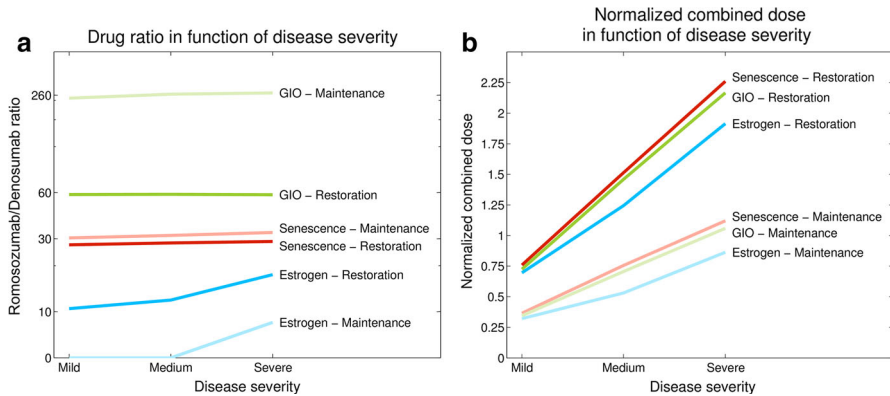 a
Drug ratio in function of disease severity
Romosozumab/Denosumab ratio
260
60
30
10
0
GIO – Maintenance
GIO – Restoration
Senescence – Maintenance
Senescence – Restoration
Estrogen – Restoration
Estrogen – Maintenance
Mild
Medium
Severe
Disease severity
b
Normalized combined dose
in function of disease severity
Normalized combined dose
2.25
2
1.75
1.5
1.25
1
0.75
0.5
0.25
0
Senescence – Restoration
GIO – Restoration
Estrogen – Restoration
Senescence – Maintenance
GIO – Maintenance
Estrogen – Maintenance
Mild
Medium
Severe
Disease severity